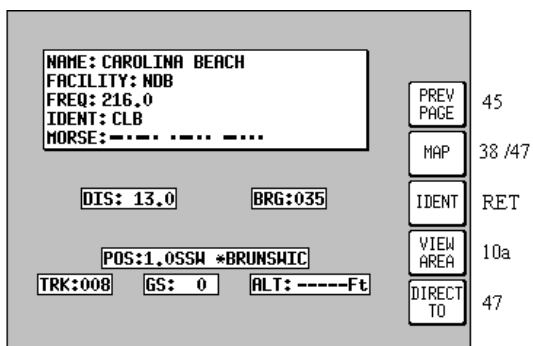 NAME: CAROLINA BEACH
FACILITY: NDB
FREQ: 216.0
IDENT: CLB
MORSE: –·–· ·–·· –···
DIS: 13.0 BRG:035
POS:1.0SSW *BRUNSWIC
TRK:008 GS: 0 ALT: -----Ft
PREV
PAGE
45
MAP
38 /47
IDENT
RET
VIEW
AREA
10a
DIRECT
TO
47